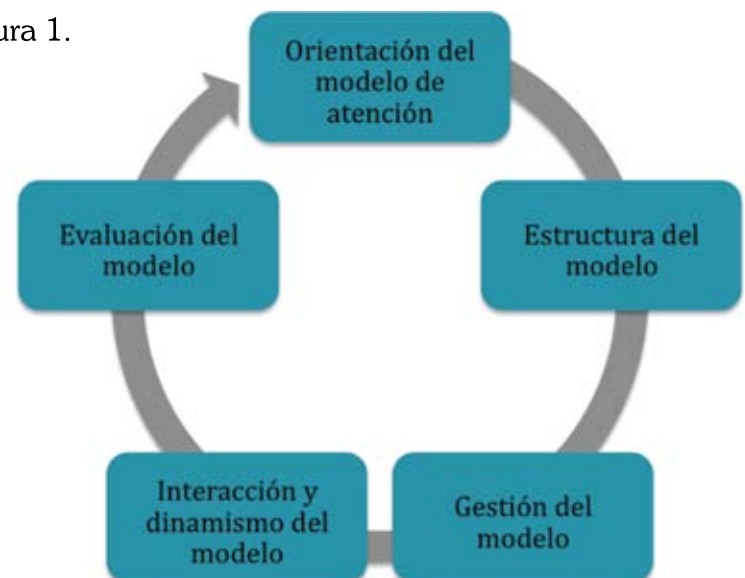 ura 1.
Orientación del
modelo de
atención
Estructura del
modelo
Gestión del
modelo
Interacción y
dinamismo del
modelo
Evaluación del
modelo